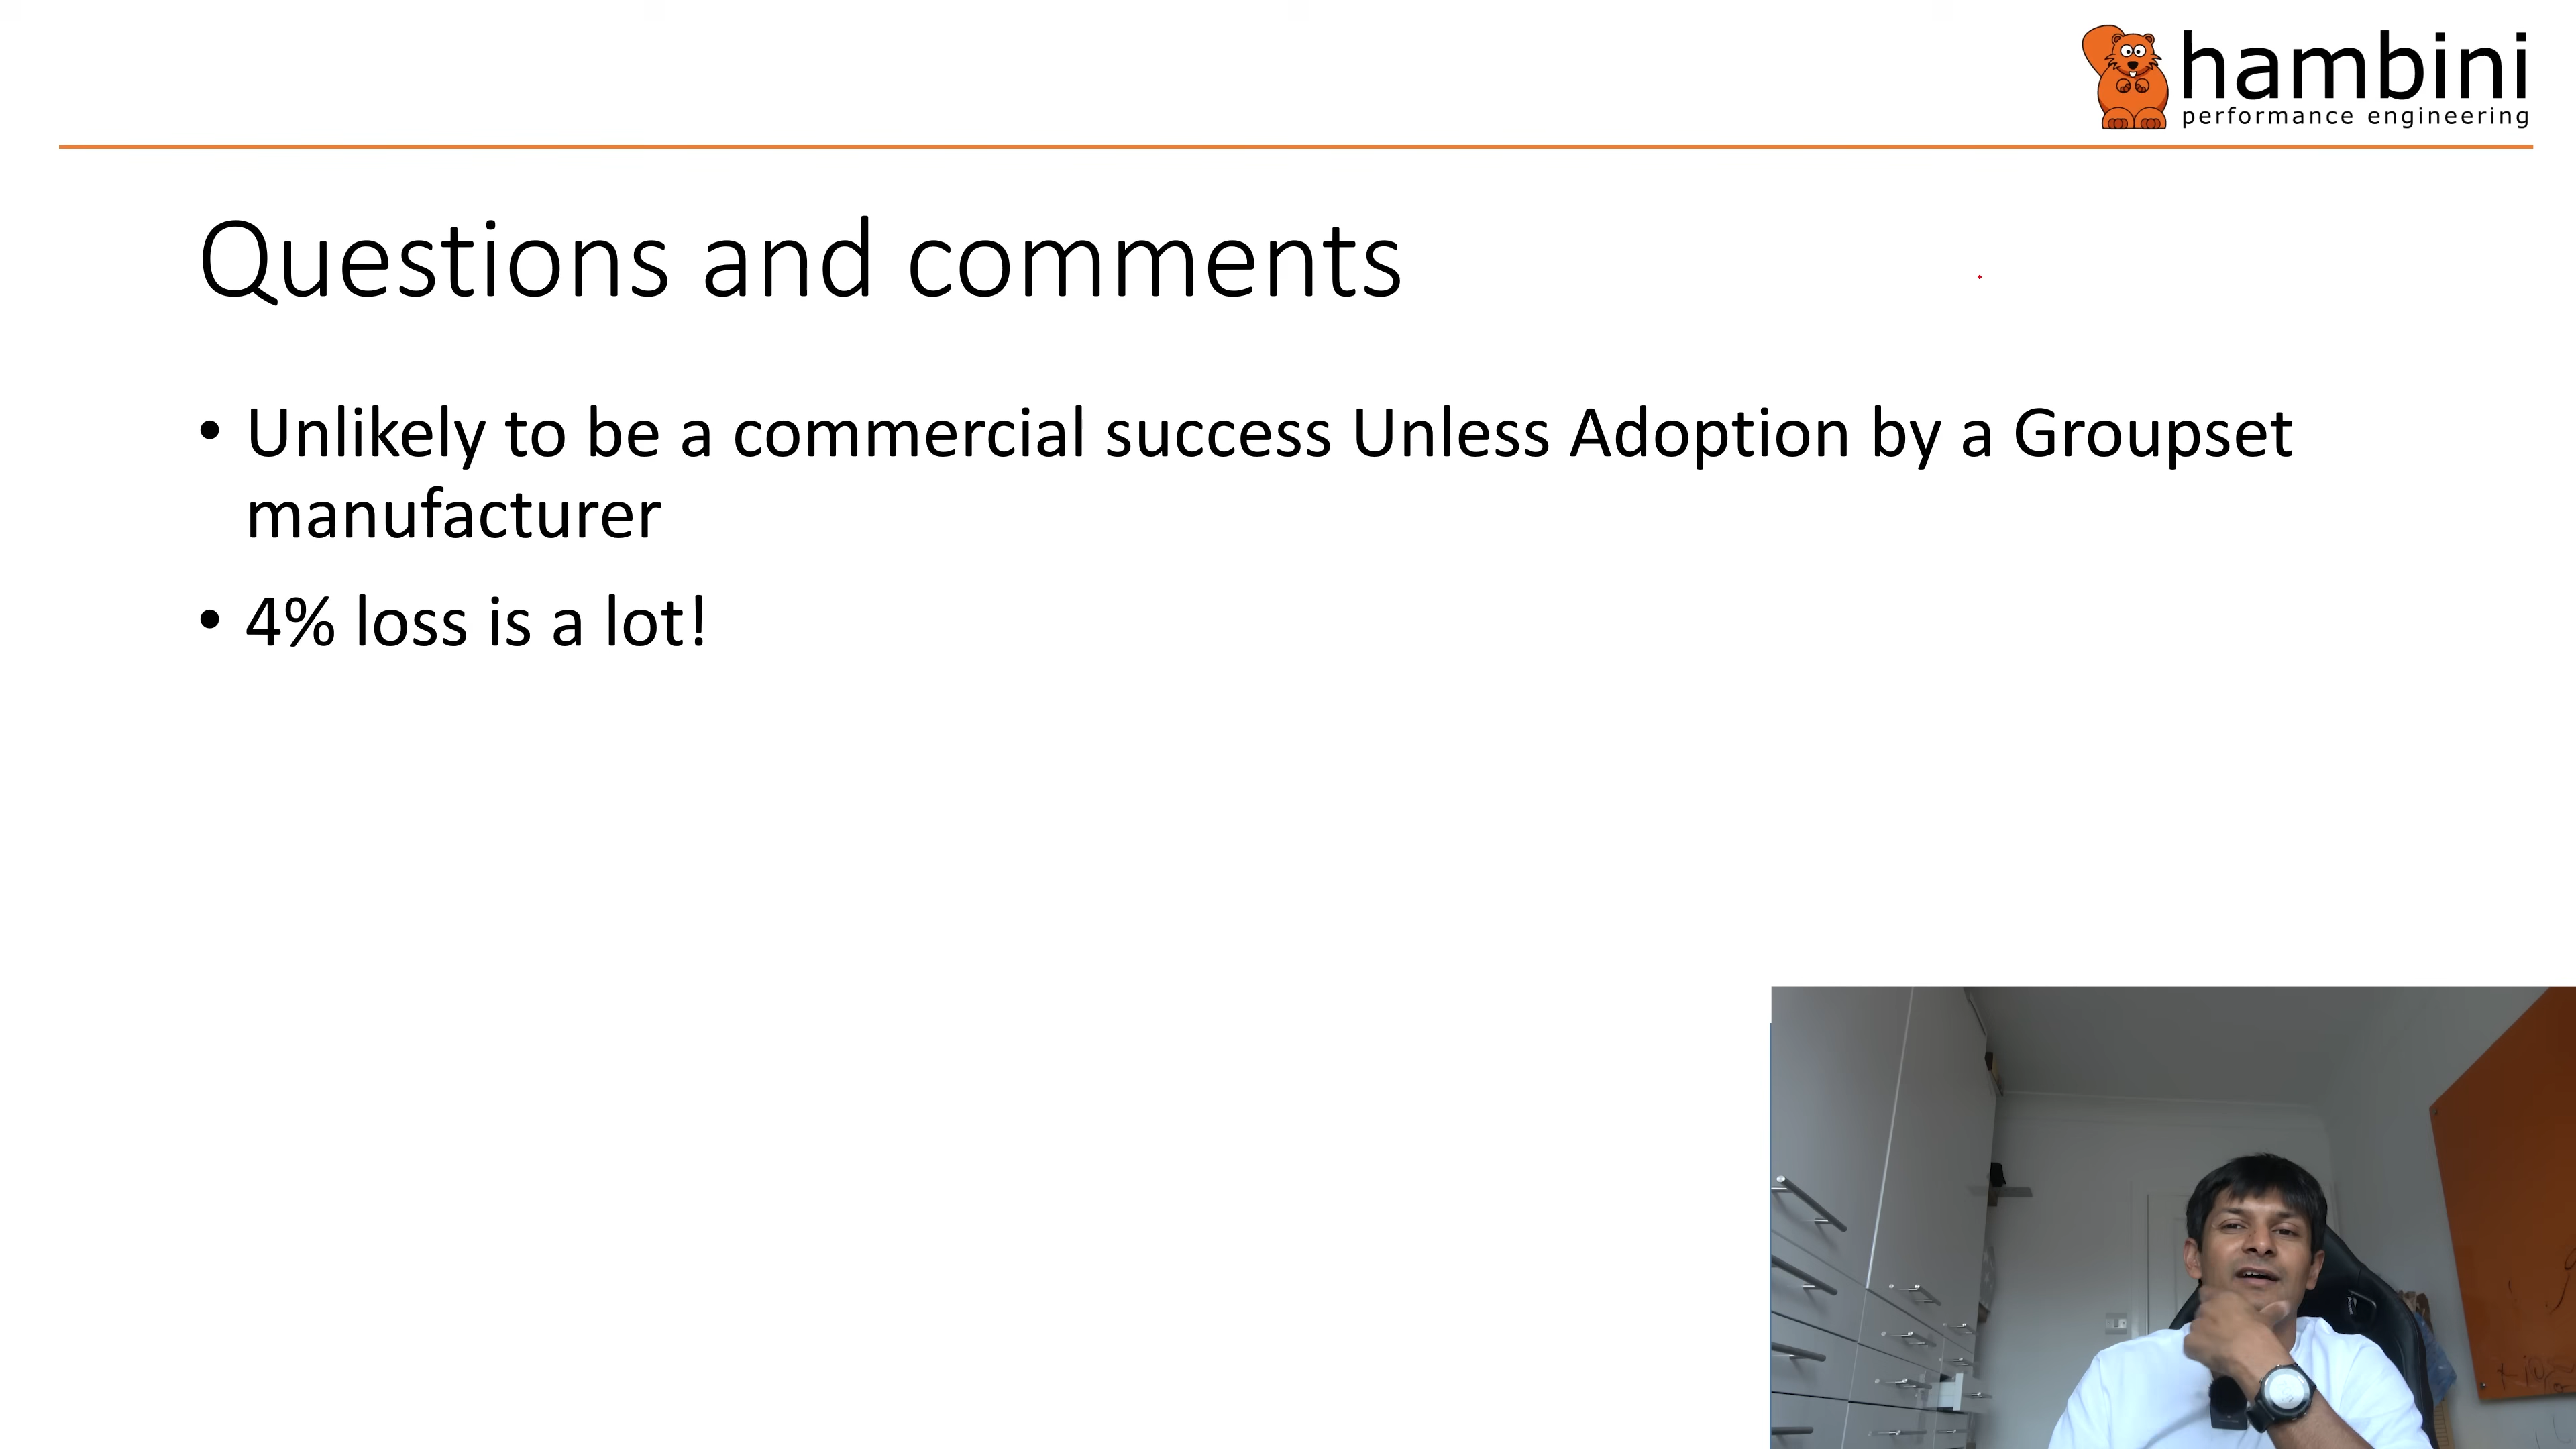 hambini
performance engineering
Questions and comments
• Unlikely to be a commercial success Unless Adoption by a Groupset
manufacturer
• 4% loss is a lot!